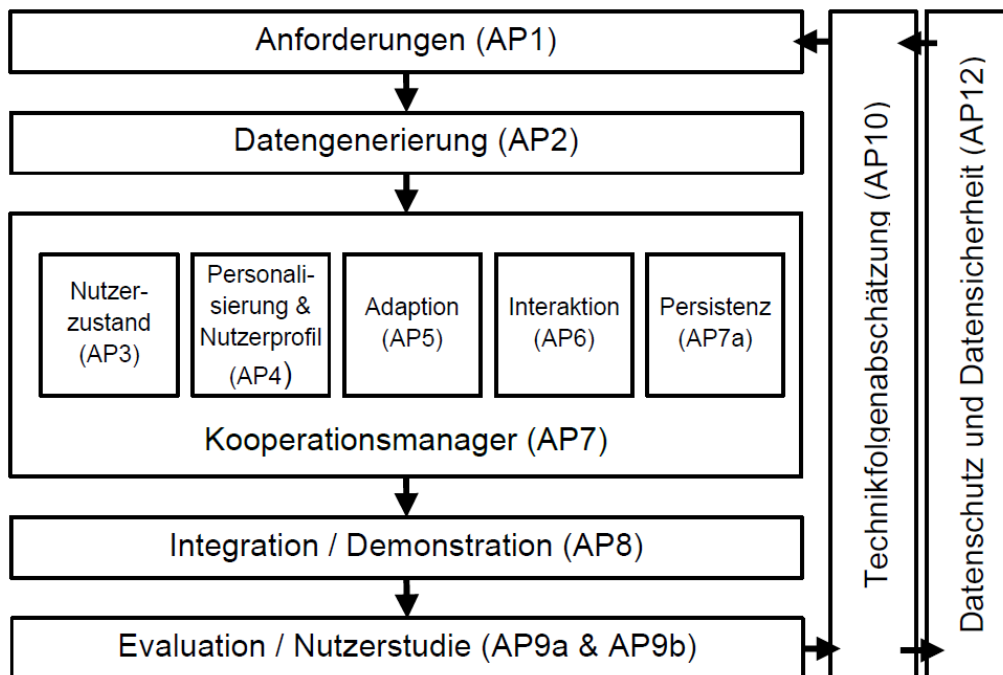 Anforderungen (AP1)
Datengenerierung (AP2)
Nutzer-
zustand
(AP3)
Personali-
sierung &
Nutzerprofil
(AP4)
Adaption
(AP5)
Interaktion
(AP6)
Persistenz
(AP7a)
Kooperationsmanager (AP7)
Integration / Demonstration (AP8)
Evaluation / Nutzerstudie (AP9a & AP9b)
Technikfolgenabschätzung (AP10)
Datenschutz und Datensicherheit (AP12)